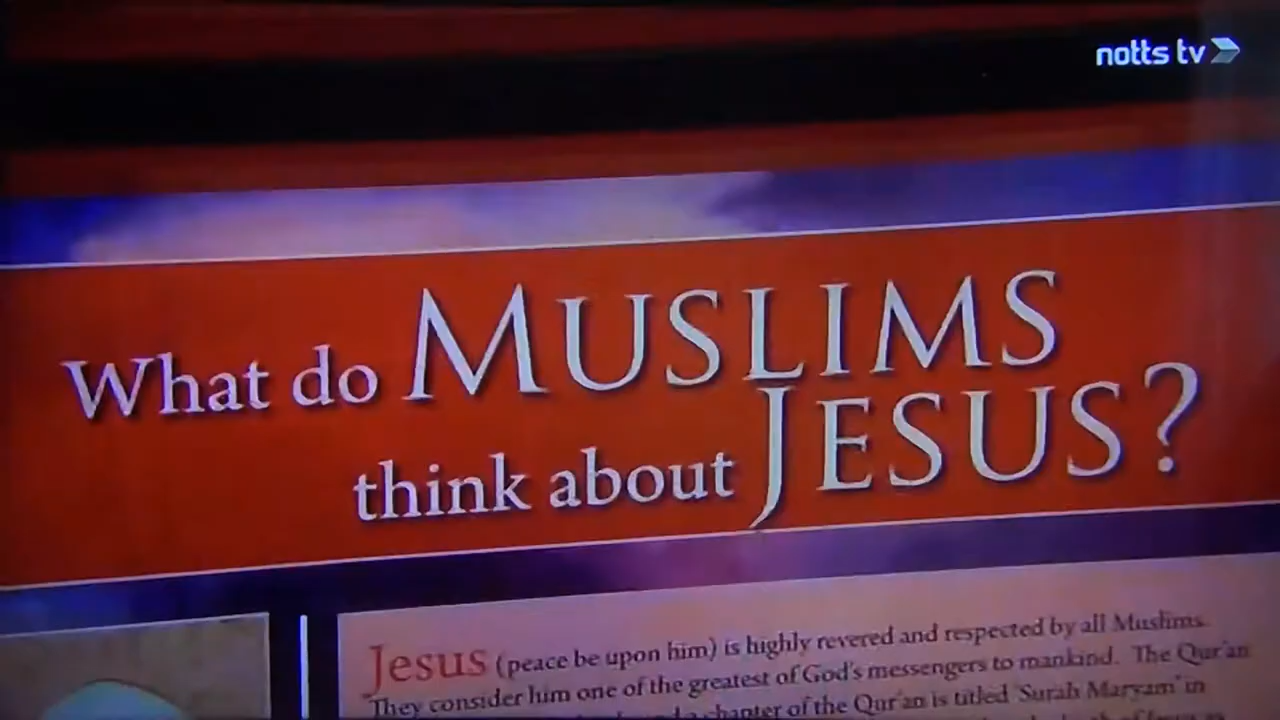 notts tv
What do MUSLIMS
think about JESUS?
Jesus (peace be upon him) is highly revered and respected by all Muslims.
They consider him one of the greatest of God's messengers to mankind. The Qur'an
chapter of the Qur'an is titled 'Surah Maryam' in